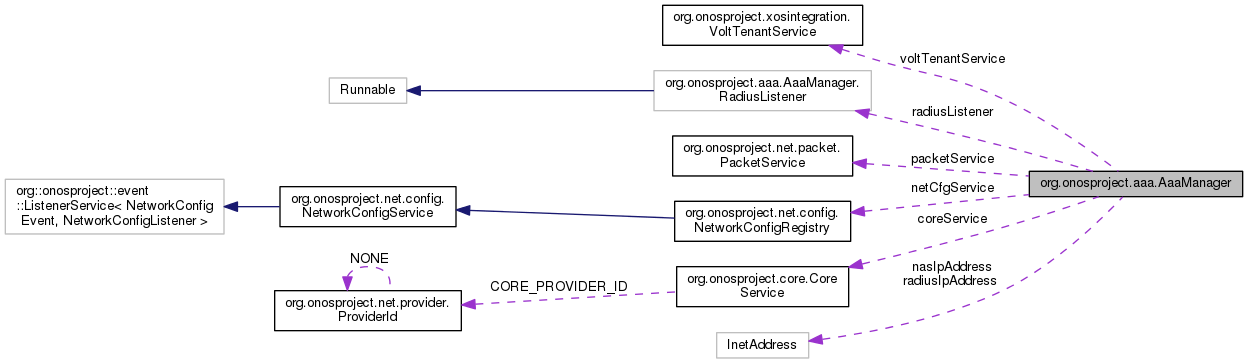 org.onosproject.xosintegration.
VoltTenantService
voltTenantService
Runnable
org.onosproject.aaa.AaaManager.
RadiusListener
radiusListener
org.onosproject.net.packet.
PacketService
packetService
org.onosproject.aaa.AaaManager
org::onosproject::event
::ListenerService< NetworkConfig
Event, NetworkConfigListener >
org.onosproject.net.config.
NetworkConfigService
org.onosproject.net.config.
NetworkConfigRegistry
netCfgService
coreService
NONE
org.onosproject.net.provider.
ProviderId
CORE_PROVIDER_ID
org.onosproject.core.Core
Service
nasIpAddress
radiusIpAddress
InetAddress